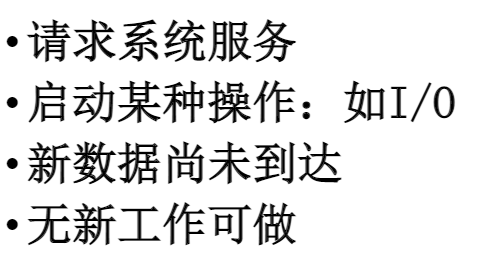 •请求系统服务
•启动某种操作：如I/O
•新数据尚未到达
•无新工作可做